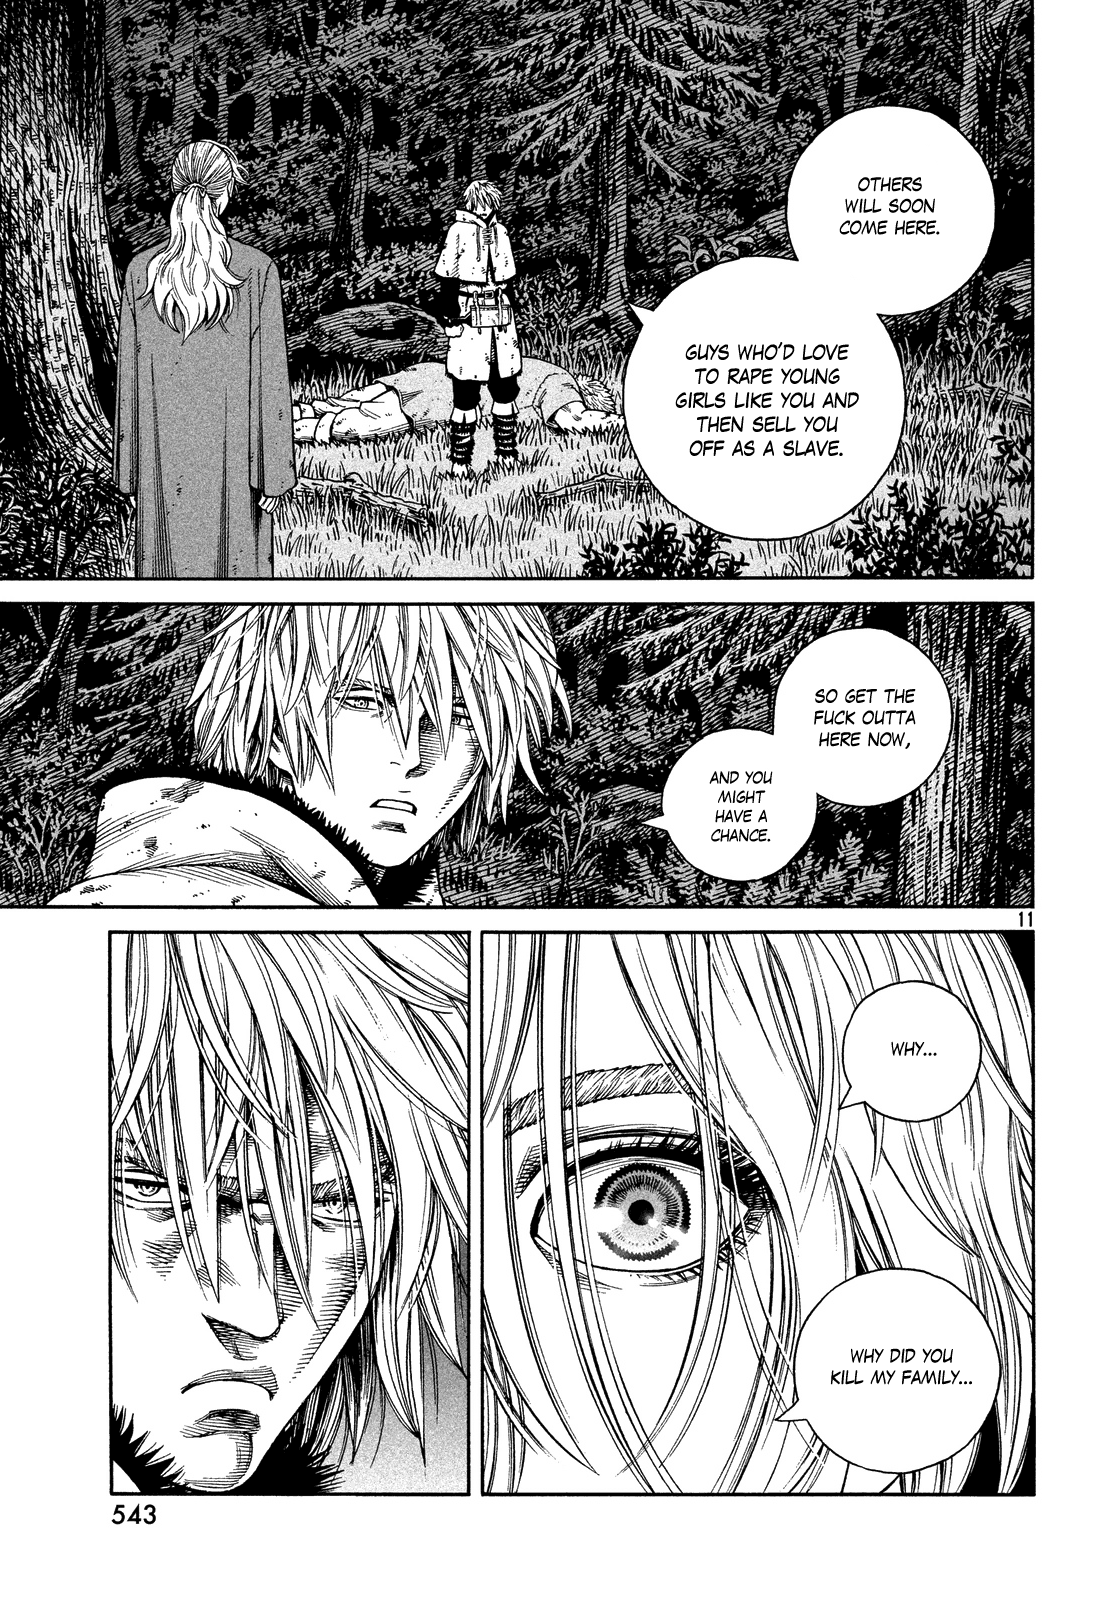 OTHERS
WILL SOON
COME HERE.
GUYS WHO'D LOVE
TO RAPE YOUNG
GIRLS LIKE YOU AND
THEN SELL YOU
OFF AS A SLAVE.
SO GET THE
FUCK OUTTA
HERE NOW,
AND YOU
MIGHT
HAVE A
CHANCE.
11
WHY...
WHY DID YOU
KILL MY FAMILY...
543